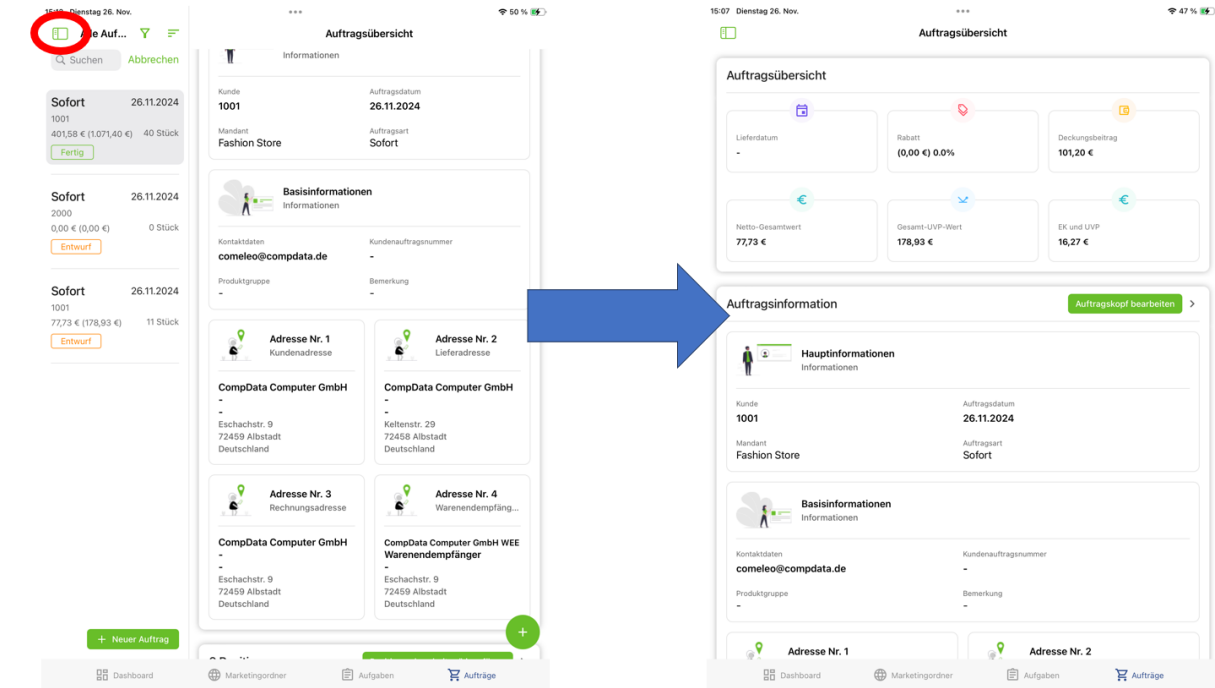 Dienstag 26. Nov.
50 %
Auf...
Auftragsübersicht
Suchen
Abbrechen
Sofort 26.11.2024
1001
401,58 € (1.071,40 €) 40 Stück
Fertig
Sofort 26.11.2024
2000
0,00 € (0,00 €) 0 Stück
Entwurf
Sofort 26.11.2024
1001
77,73 € (178,93 €) 11 Stück
Entwurf
+ Neuer Auftrag
Informationen
Kunde Auftragsdatum
1001 26.11.2024
Mandant Auftragsart
Fashion Store Sofort
Basisinformationen
Informationen
Kontaktdaten Kundenauftragsnummer
comeleo@compdata.de -
Produktgruppe Bemerkung
- -
Adresse Nr. 1
Kundenadresse
CompData Computer GmbH
-
-
Eschachstr. 9
72459 Albstadt
Deutschland
Adresse Nr. 2
Lieferadresse
CompData Computer GmbH
-
-
Keltenstr. 29
72458 Albstadt
Deutschland
Adresse Nr. 3
Rechnungsadresse
CompData Computer GmbH
-
-
Eschachstr. 9
72459 Albstadt
Deutschland
Adresse Nr. 4
Warenendempfäng...
CompData Computer GmbH WEE
Warenendempfänger
-
Eschachstr. 9
72459 Albstadt
Deutschland
+
Dashboard Marketingordner Aufgaben Aufträge
15:07 Dienstag 26. Nov.
47 %
Auftragsübersicht
Auftragsübersicht
Lieferdatum
-
Rabatt
(0,00 €) 0.0%
Deckungsbeitrag
101,20 €
Netto-Gesamtwert
77,73 €
Gesamt-UVP-Wert
178,93 €
EK und UVP
16,27 €
Auftragsinformation
Auftragskopf bearbeiten
Hauptinformationen
Informationen
Kunde Auftragsdatum
1001 26.11.2024
Mandant Auftragsart
Fashion Store Sofort
Basisinformationen
Informationen
Kontaktdaten Kundenauftragsnummer
comeleo@compdata.de -
Produktgruppe Bemerkung
- -
Adresse Nr. 1 Adresse Nr. 2
Dashboard Marketingordner Aufgaben Aufträge